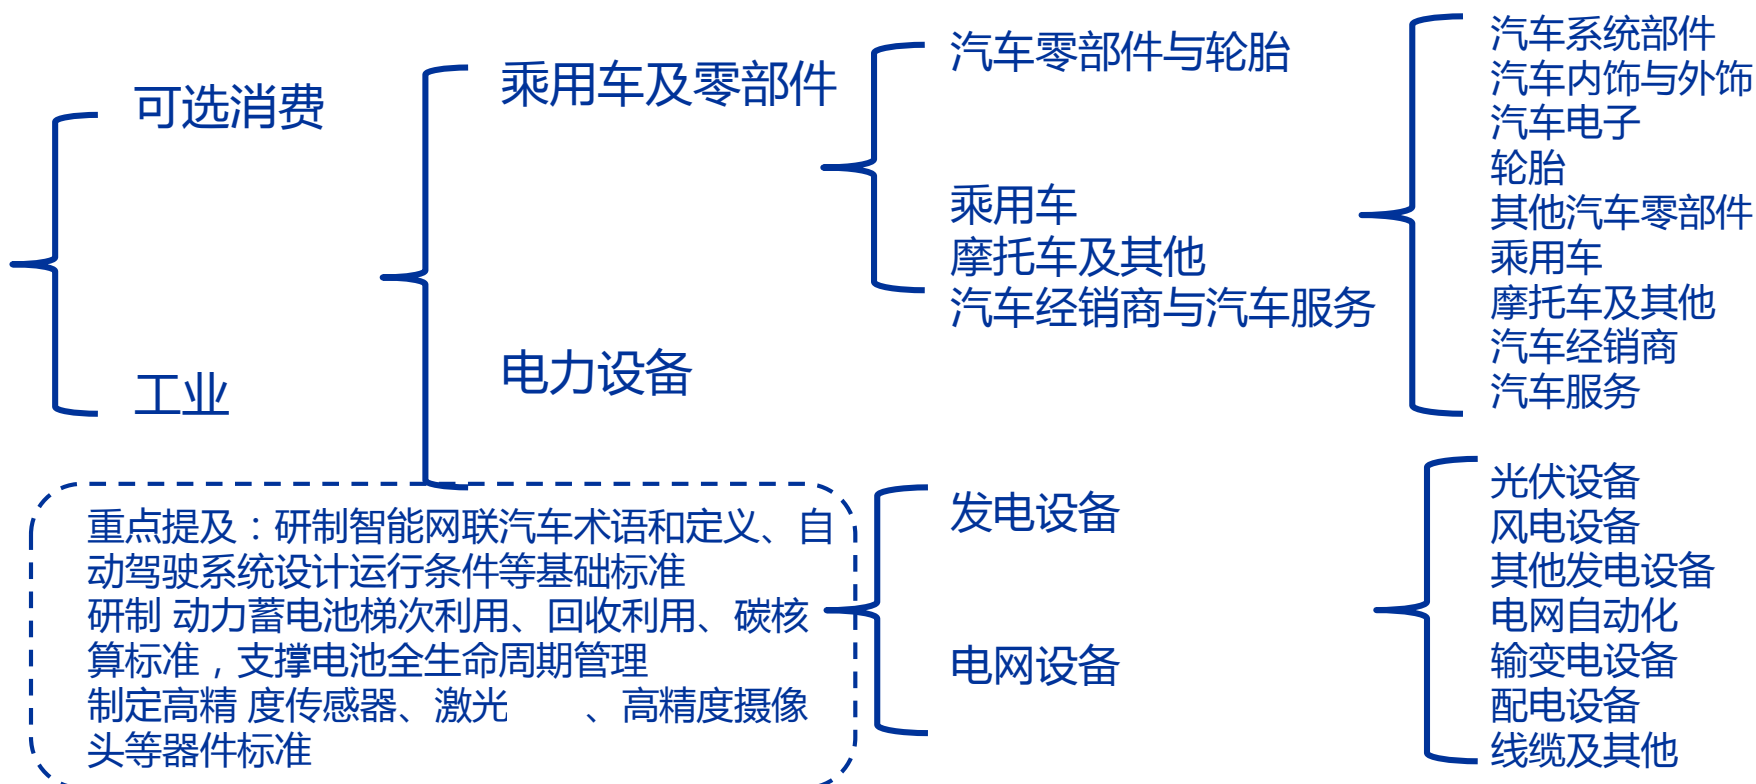 可选消费
工业
乘用车及零部件
电力设备
汽车零部件与轮胎
乘用车
摩托车及其他
汽车经销商与汽车服务
汽车系统部件
汽车内饰与外饰
汽车电子
轮胎
其他汽车零部件
乘用车
摩托车及其他
汽车经销商
汽车服务
重点提及：研制智能网联汽车术语和定义、自
动驾驶系统设计运行条件等基础标准
研制 动力蓄电池梯次利用、回收利用、碳核
算标准，支撑电池全生命周期管理
制定高精 度传感器、激光 、高精度摄像
头等器件标准
发电设备
电网设备
光伏设备
风电设备
其他发电设备
电网自动化
输变电设备
配电设备
线缆及其他